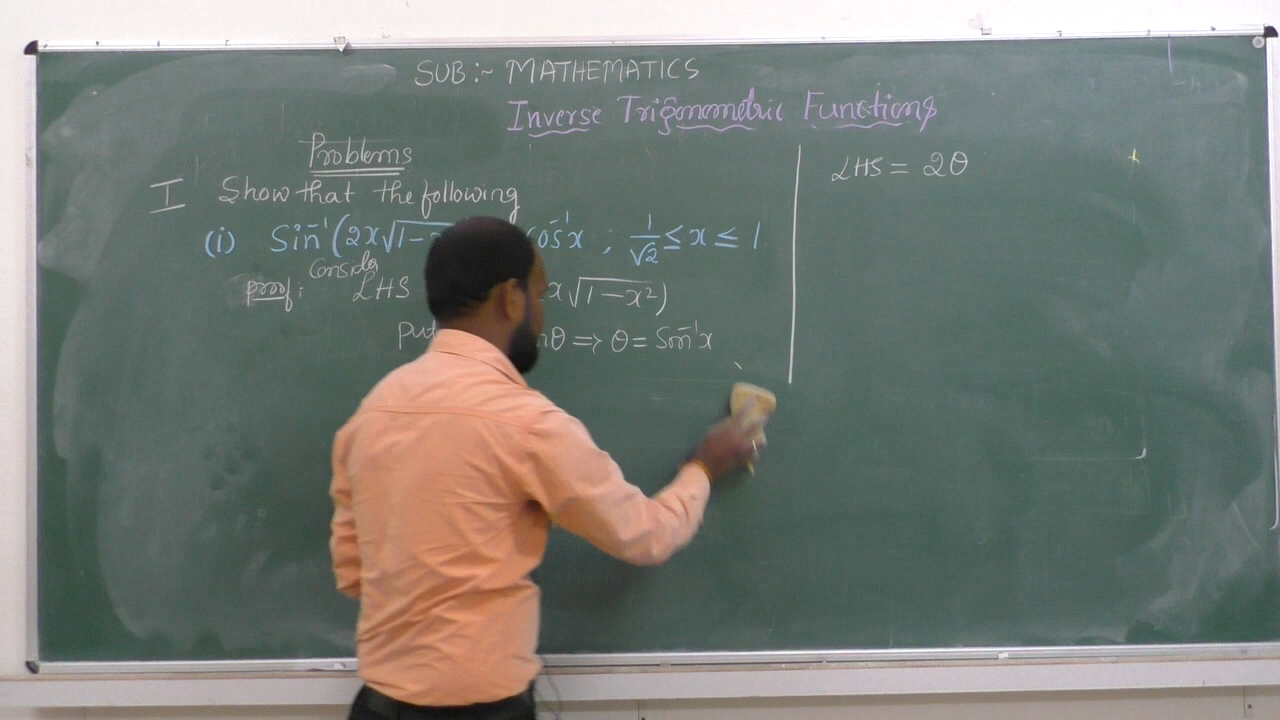 SUB :- MATHEMATICS
Inverse Trigonometric Functions
Problems
I Show that the following
(i) Sin⁻¹(2x√1- cos⁻¹x ; 1/√2 ≤ x ≤ 1
Consider
proof: LHS x√1-x²)
put θ => θ = Sin⁻¹x
LHS = 2θ